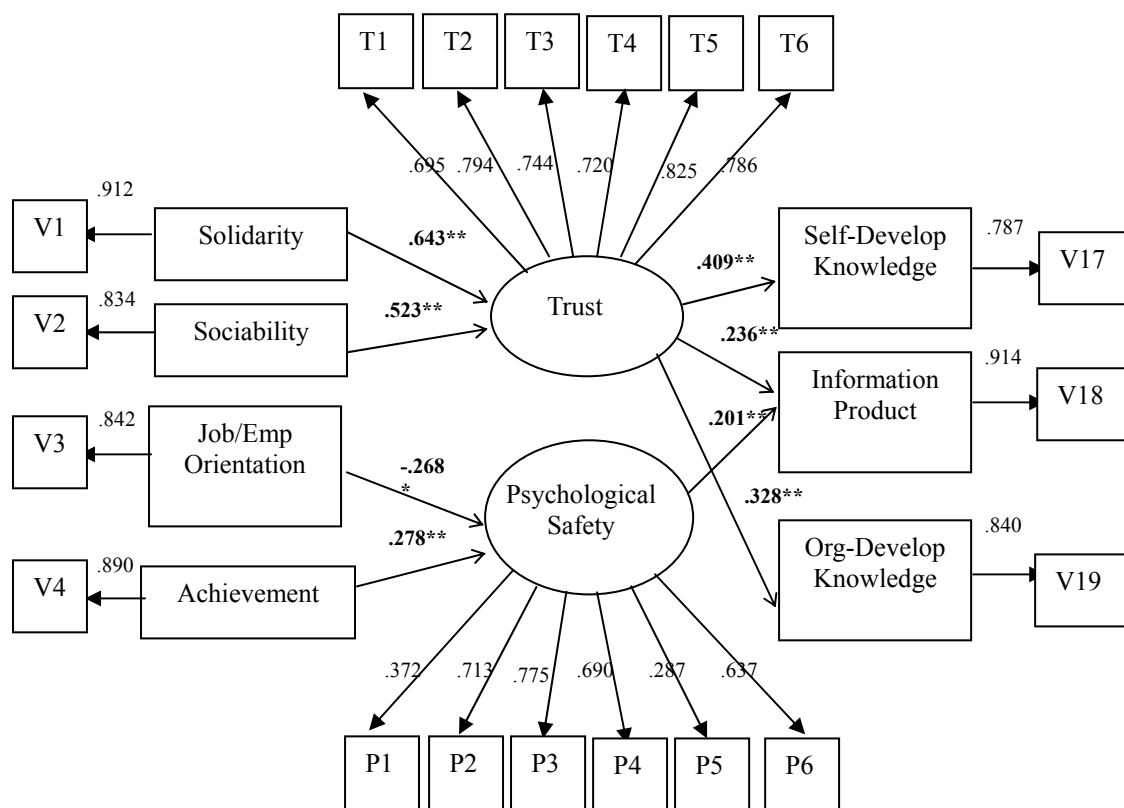 T1
T2
T3
T4
T5
T6
.695
.794
.744
.720
.825
.786
.912
V1
Solidarity
.643**
Self-Develop
Knowledge
.787
V17
.409**
Trust
.834
V2
Sociability
.523**
.236**
Information
Product
.914
V18
.201**
.842
V3
Job/Emp
Orientation
-.268
*
Psychological
Safety
.328**
.278**
Org-Develop
Knowledge
.840
V19
.890
V4
Achievement
.372
.713
.775
.690
.287
.637
P1
P2
P3
P4
P5
P6